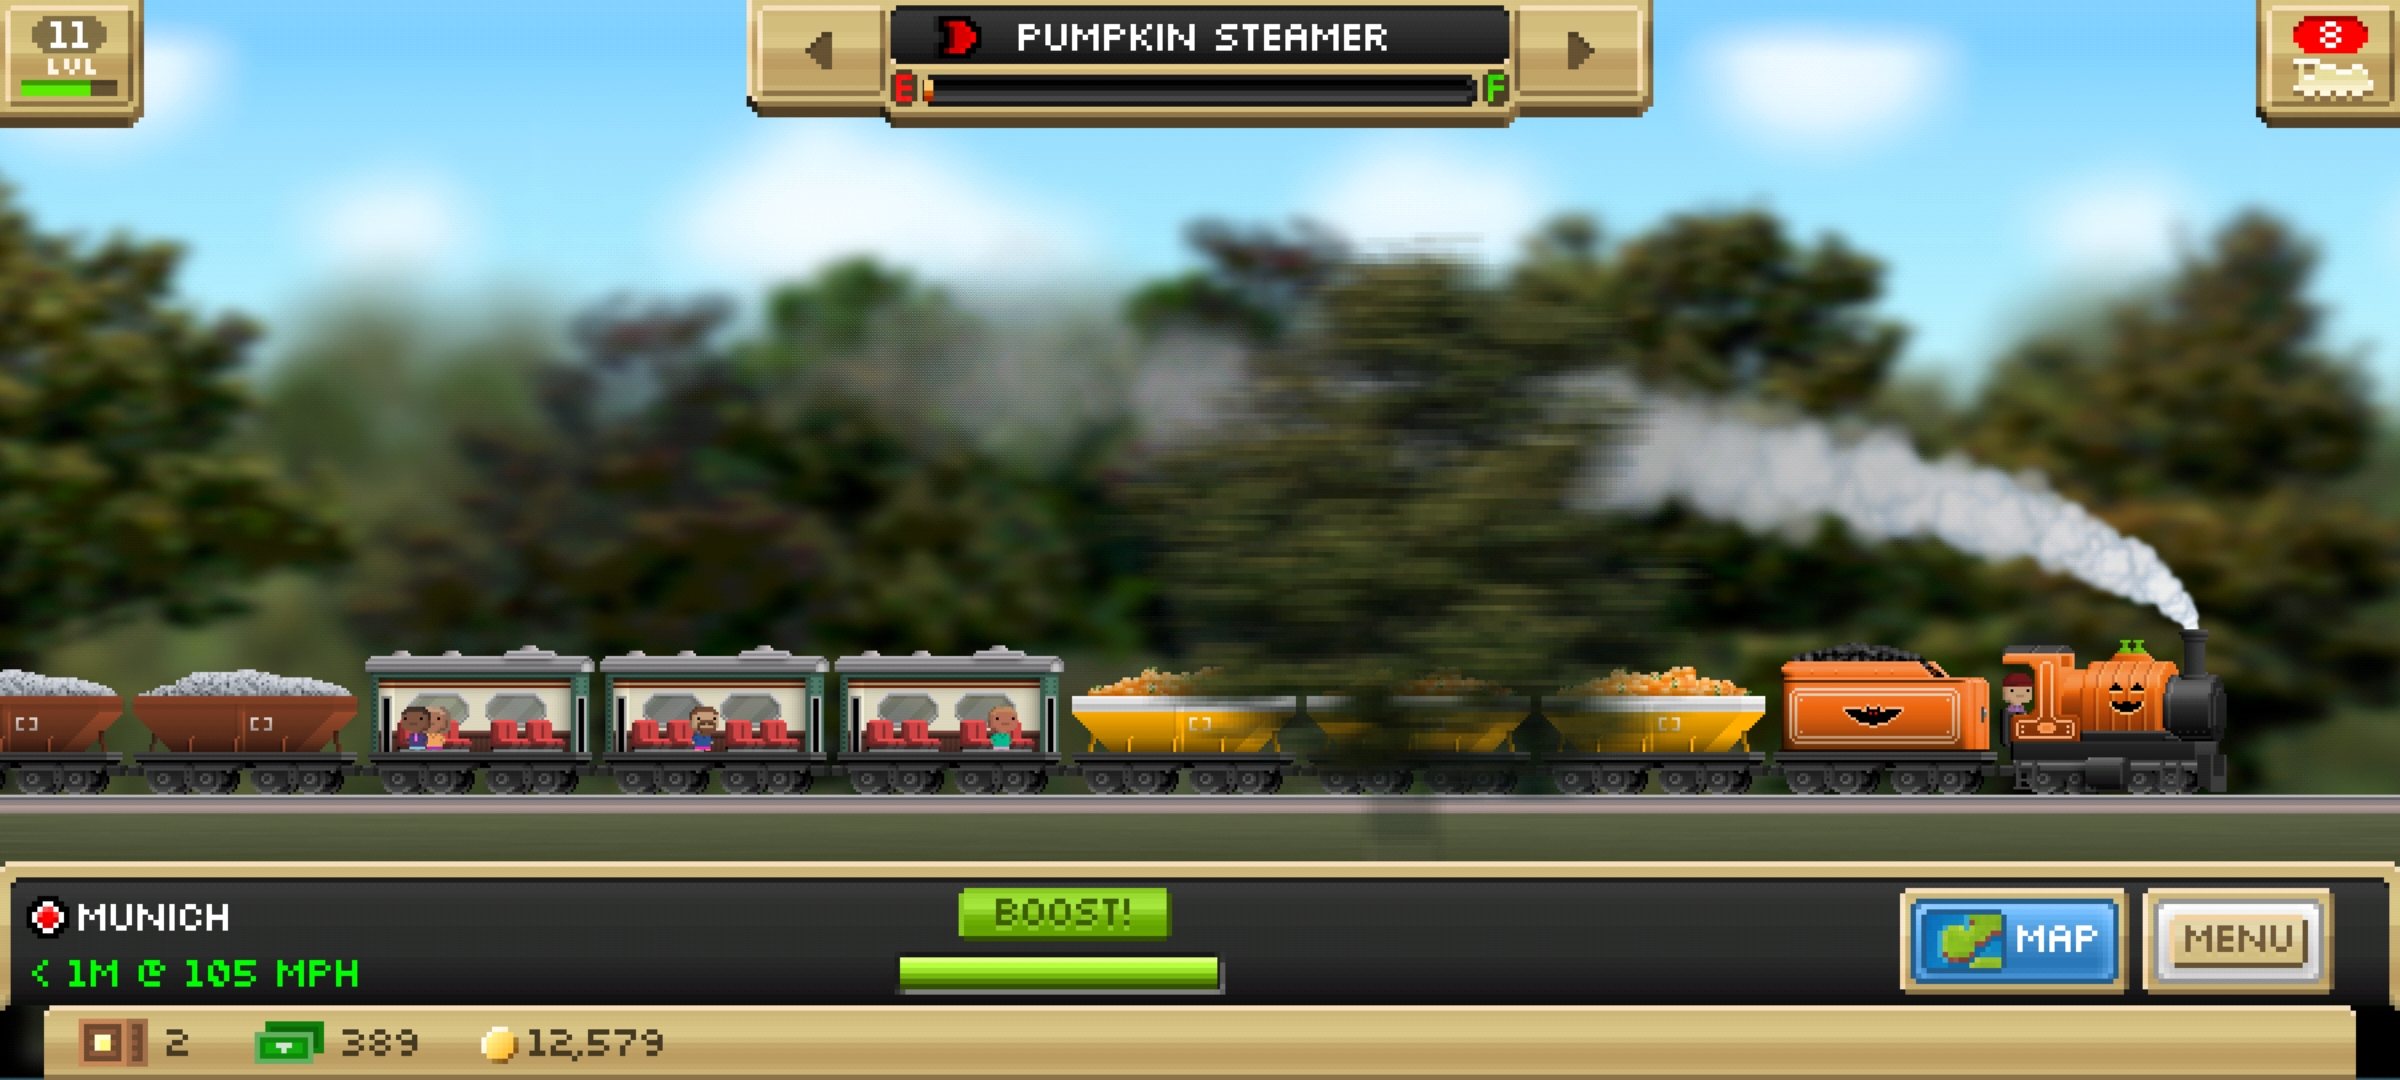 11
LVL
PUMPKIN STEAMER
E F
8
MUNICH
< 1M @ 105 MPH
BOOST!
MAP
MENU
2
389
12,579